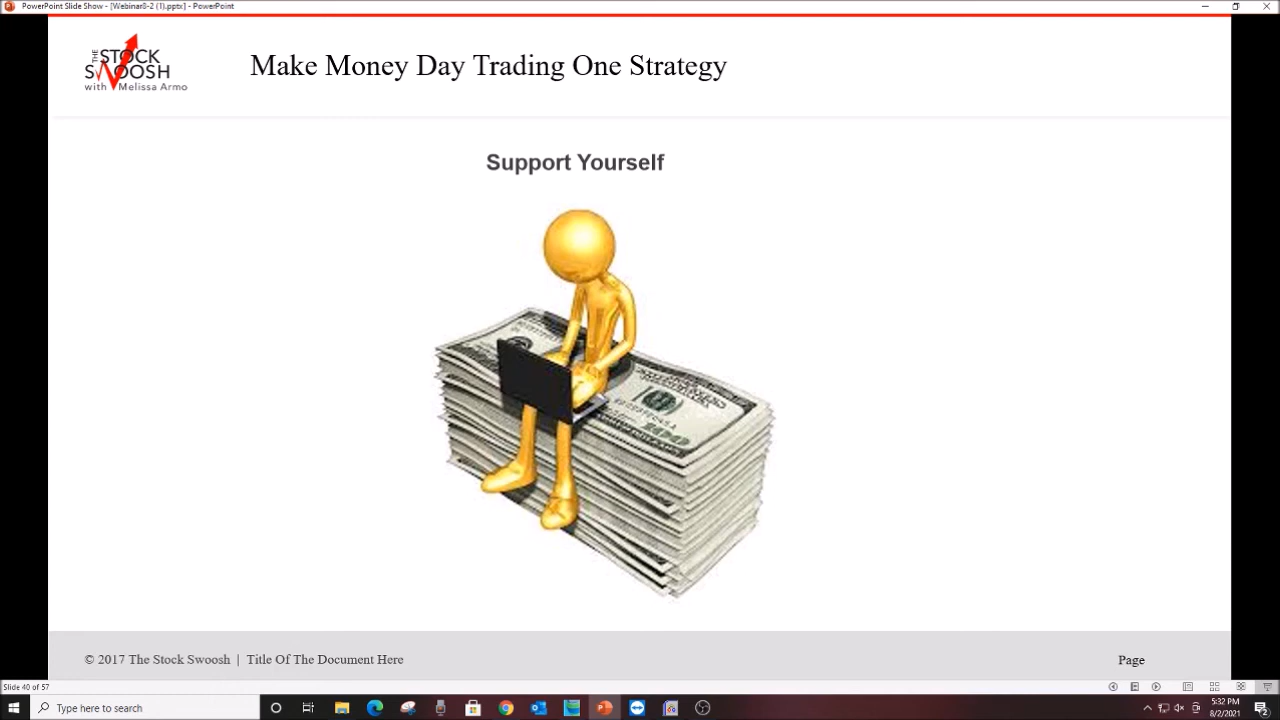 PowerPoint Slide Show - [Webinar8-2 (1).pptx] - PowerPoint
THE
STOCK
SWOOSH
with Melissa Armo
Make Money Day Trading One Strategy
Support Yourself
100
© 2017 The Stock Swoosh | Title Of The Document Here
Page
Slide 40 of 57
Type here to search
5:32 PM
8/2/2021